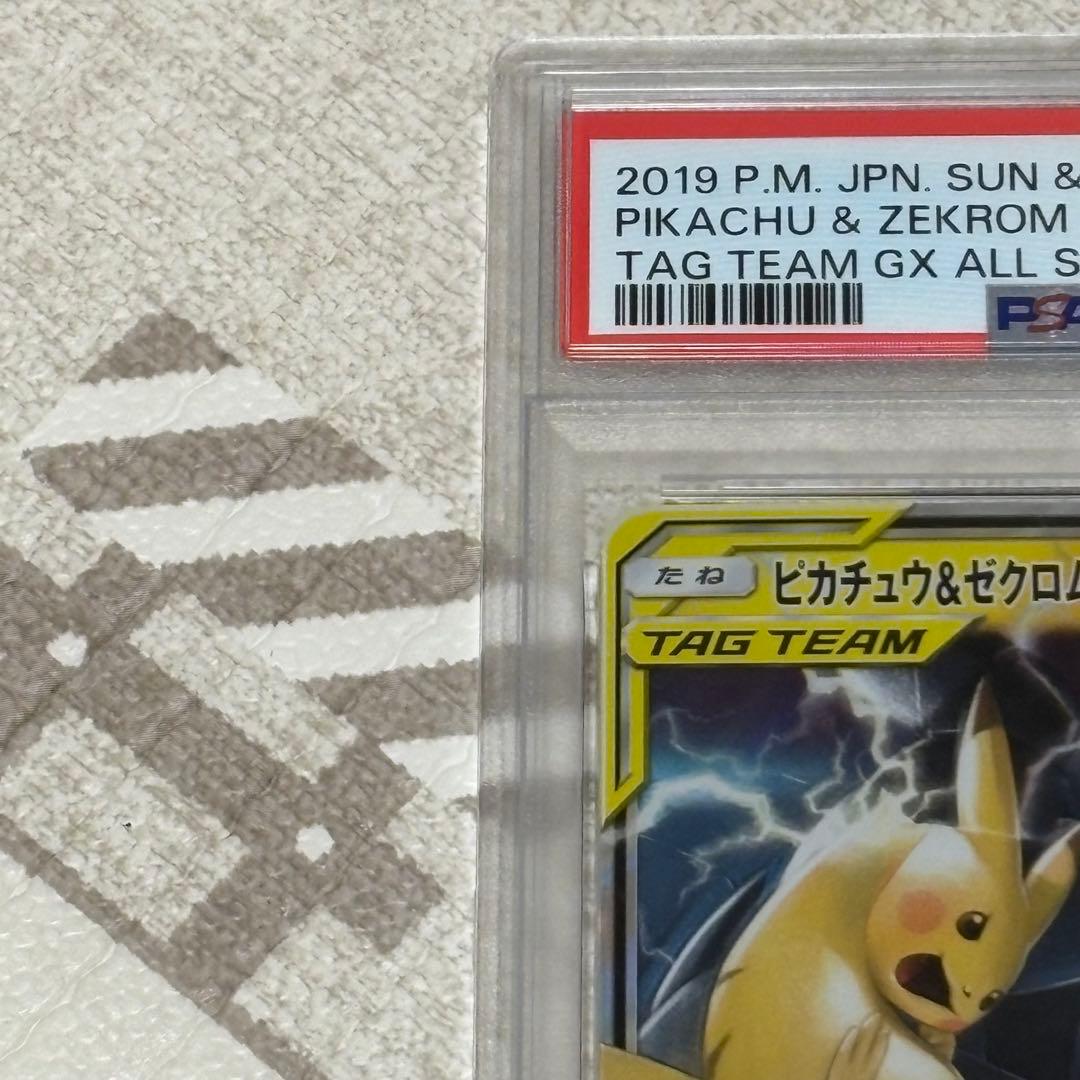 2019 P.M. JPN. SUN &
PIKACHU & ZEKROM
TAG TEAM GX ALL S
PSA
たね
ピカチュウ&ゼクロム
TAG TEAM